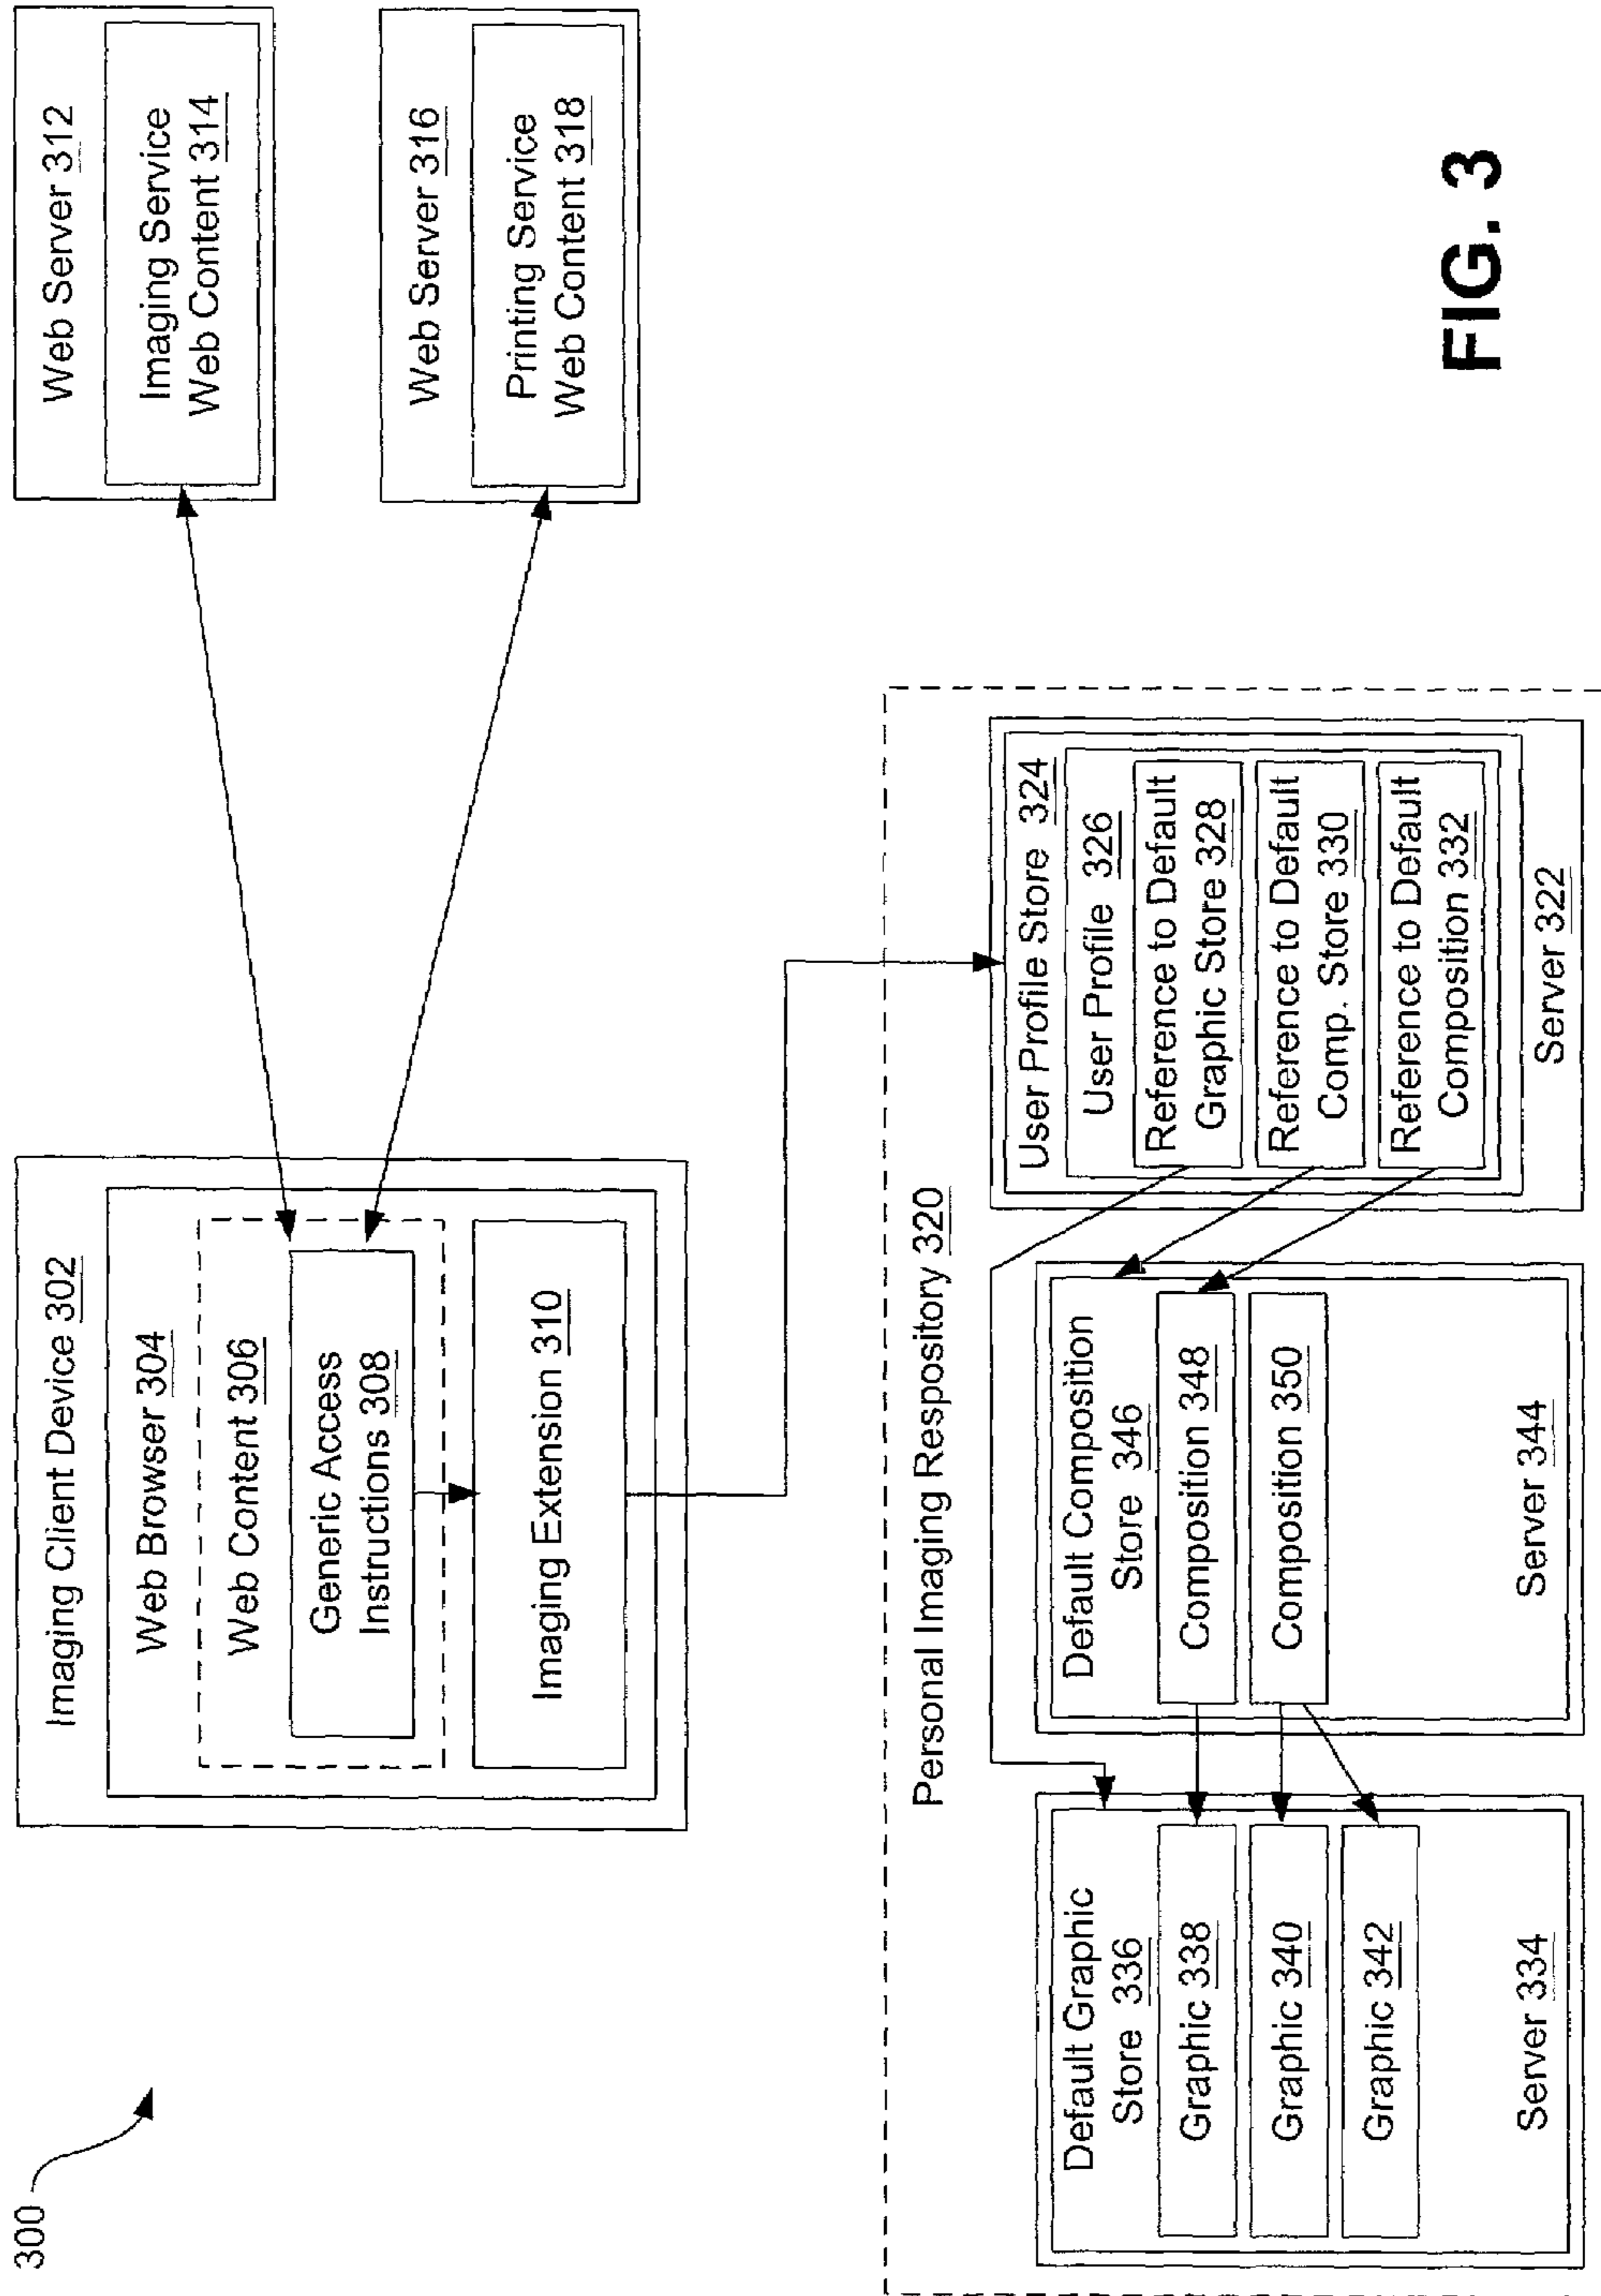 300
Imaging Client Device 302
Web Browser 304
Web Content 306
Generic Access
Instructions 308
Imaging Extension 310
Web Server 312
Imaging Service
Web Content 314
Web Server 316
Printing Service
Web Content 318
Personal Imaging Respository 320
Default Graphic
Store 336
Graphic 338
Graphic 340
Graphic 342
Server 334
Default Composition
Store 346
Composition 348
Composition 350
Server 344
User Profile Store 324
User Profile 326
Reference to Default
Graphic Store 328
Reference to Default
Comp. Store 330
Reference to Default
Composition 332
Server 322
FIG. 3